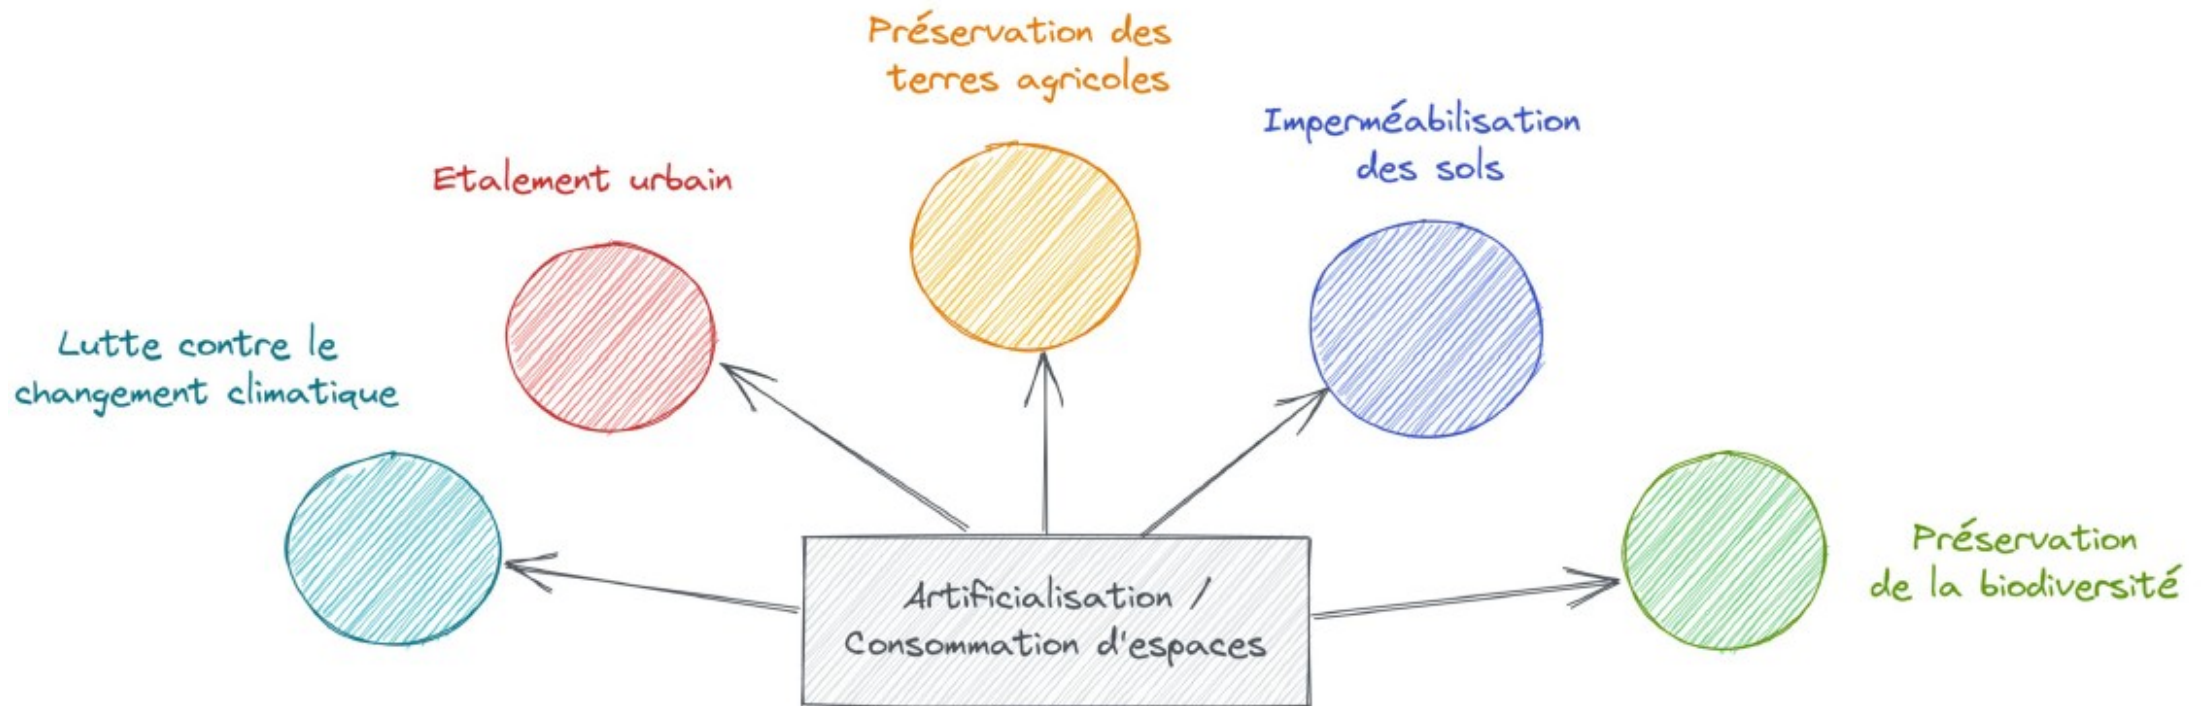 Préservation des
terres agricoles
Imperméabilisation
des sols
Etalement urbain
Lutte contre le
changement climatique
Préservation
de la biodiversité
Artificialisation /
Consommation d'espaces